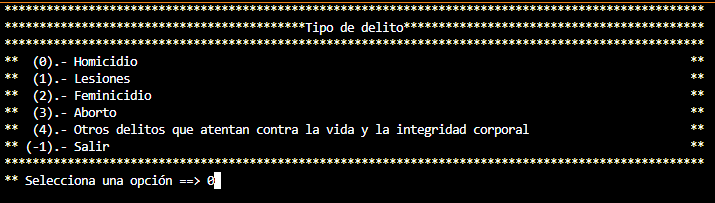 ****************************************************************************************************
*******************************************Tipo de delito*******************************************
****************************************************************************************************
** (0).- Homicidio **
** (1).- Lesiones **
** (2).- Feminicidio **
** (3).- Aborto **
** (4).- Otros delitos que atentan contra la vida y la integridad corporal **
** (-1).- Salir **
****************************************************************************************************
** Selecciona una opción ==> 0